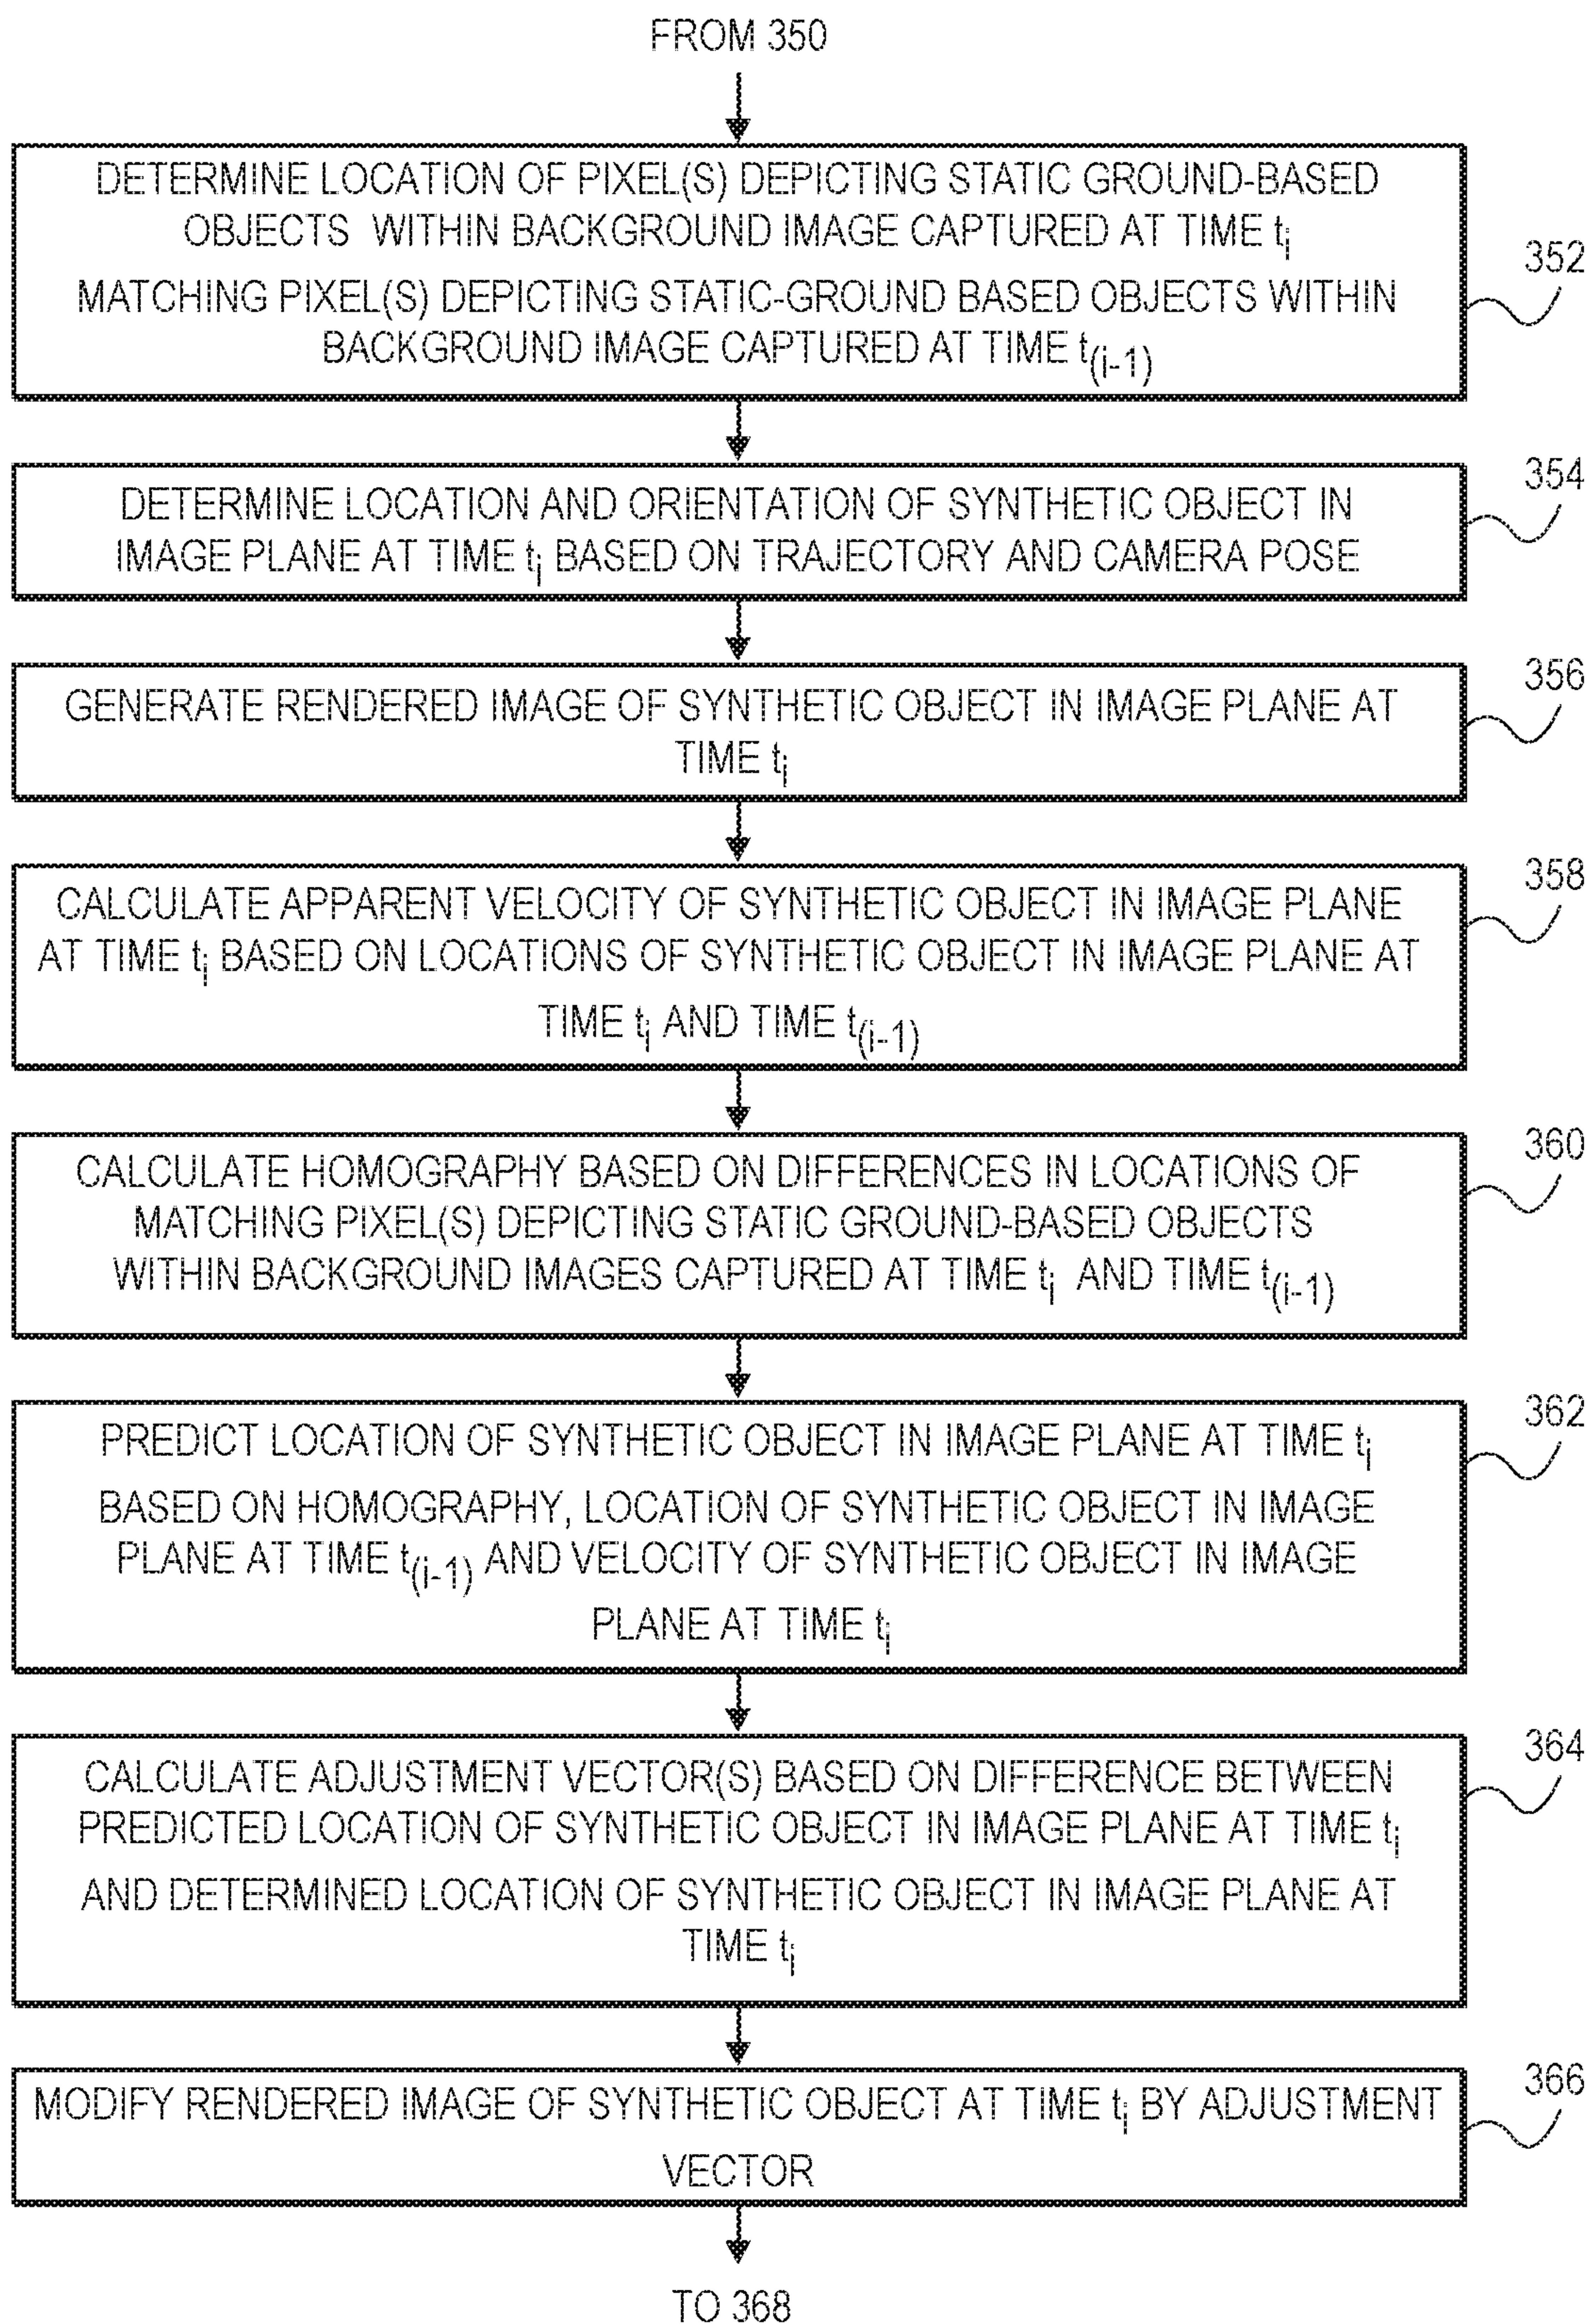 FROM 350
DETERMINE LOCATION OF PIXEL(S) DEPICTING STATIC GROUND-BASED
OBJECTS WITHIN BACKGROUND IMAGE CAPTURED AT TIME ti
MATCHING PIXEL(S) DEPICTING STATIC-GROUND BASED OBJECTS WITHIN
BACKGROUND IMAGE CAPTURED AT TIME t(i-1)
352
DETERMINE LOCATION AND ORIENTATION OF SYNTHETIC OBJECT IN
IMAGE PLANE AT TIME ti BASED ON TRAJECTORY AND CAMERA POSE
354
GENERATE RENDERED IMAGE OF SYNTHETIC OBJECT IN IMAGE PLANE AT
TIME ti
356
CALCULATE APPARENT VELOCITY OF SYNTHETIC OBJECT IN IMAGE PLANE
AT TIME ti BASED ON LOCATIONS OF SYNTHETIC OBJECT IN IMAGE PLANE AT
TIME ti AND TIME t(i-1)
358
CALCULATE HOMOGRAPHY BASED ON DIFFERENCES IN LOCATIONS OF
MATCHING PIXEL(S) DEPICTING STATIC GROUND-BASED OBJECTS
WITHIN BACKGROUND IMAGES CAPTURED AT TIME ti AND TIME t(i-1)
360
PREDICT LOCATION OF SYNTHETIC OBJECT IN IMAGE PLANE AT TIME ti
BASED ON HOMOGRAPHY, LOCATION OF SYNTHETIC OBJECT IN IMAGE
PLANE AT TIME t(i-1) AND VELOCITY OF SYNTHETIC OBJECT IN IMAGE
PLANE AT TIME ti
362
CALCULATE ADJUSTMENT VECTOR(S) BASED ON DIFFERENCE BETWEEN
PREDICTED LOCATION OF SYNTHETIC OBJECT IN IMAGE PLANE AT TIME ti
AND DETERMINED LOCATION OF SYNTHETIC OBJECT IN IMAGE PLANE AT
TIME ti
364
MODIFY RENDERED IMAGE OF SYNTHETIC OBJECT AT TIME ti BY ADJUSTMENT
VECTOR
366
TO 368